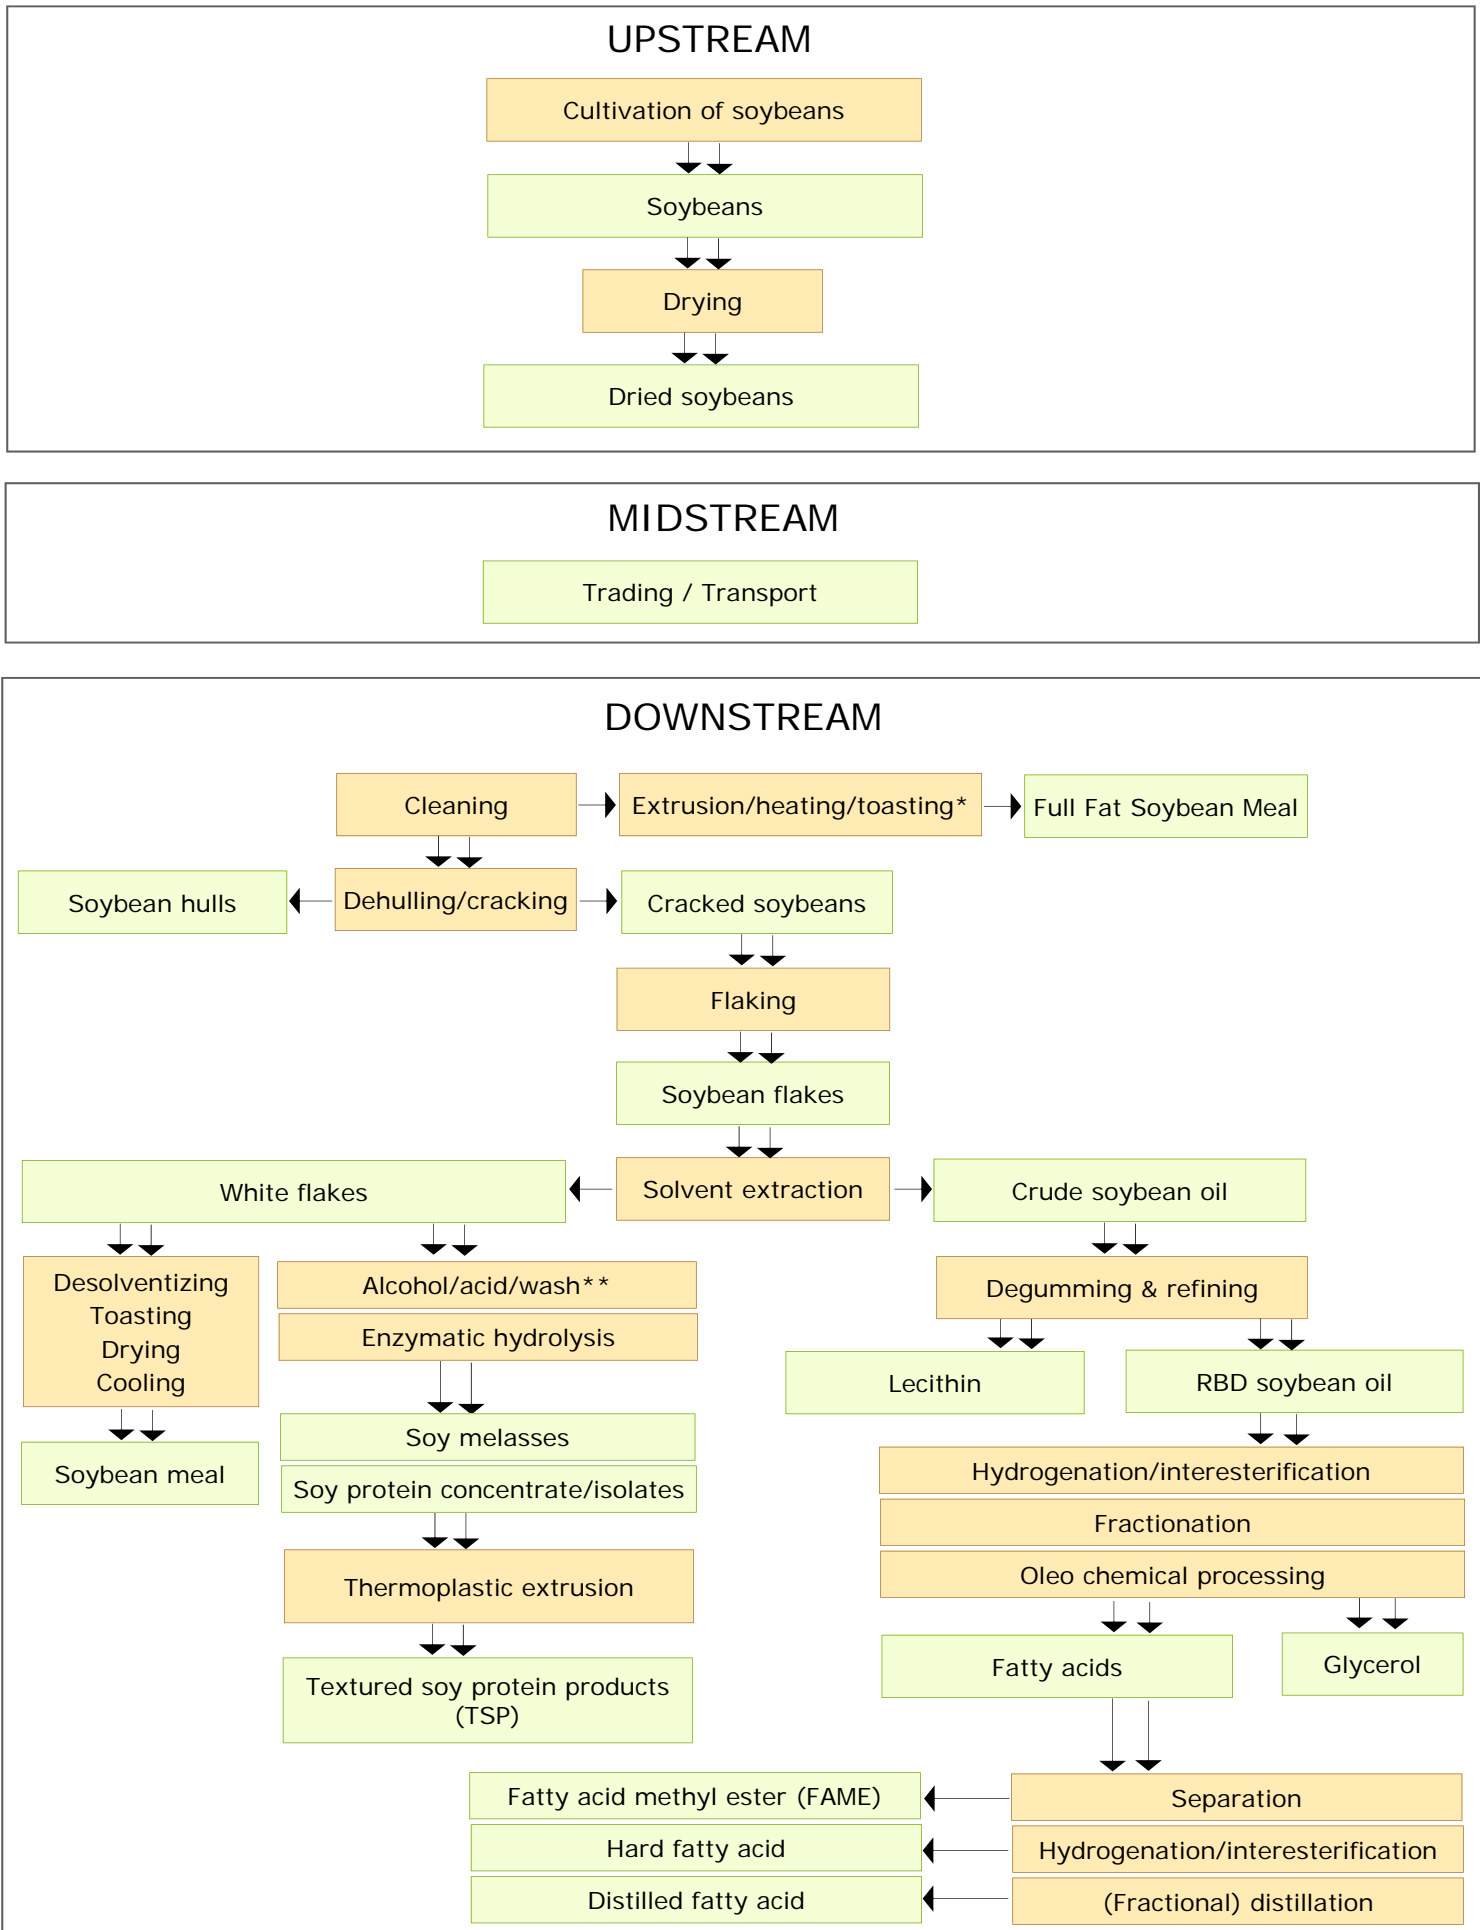 UPSTREAM
Cultivation of soybeans
Soybeans
Drying
Dried soybeans
MIDSTREAM
Trading / Transport
DOWNSTREAM
Cleaning
Extrusion/heating/toasting*
Full Fat Soybean Meal
Soybean hulls
Dehulling/cracking
Cracked soybeans
Flaking
Soybean flakes
White flakes
Solvent extraction
Crude soybean oil
Desolventizing
Toasting
Drying
Cooling
Alcohol/acid/wash**
Enzymatic hydrolysis
Degumming & refining
Lecithin
RBD soybean oil
Soybean meal
Soy melasses
Soy protein concentrate/isolates
Hydrogenation/interesterification
Fractionation
Oleo chemical processing
Thermoplastic extrusion
Textured soy protein products
(TSP)
Fatty acids
Glycerol
Fatty acid methyl ester (FAME)
Separation
Hard fatty acid
Hydrogenation/interesterification
Distilled fatty acid
(Fractional) distillation